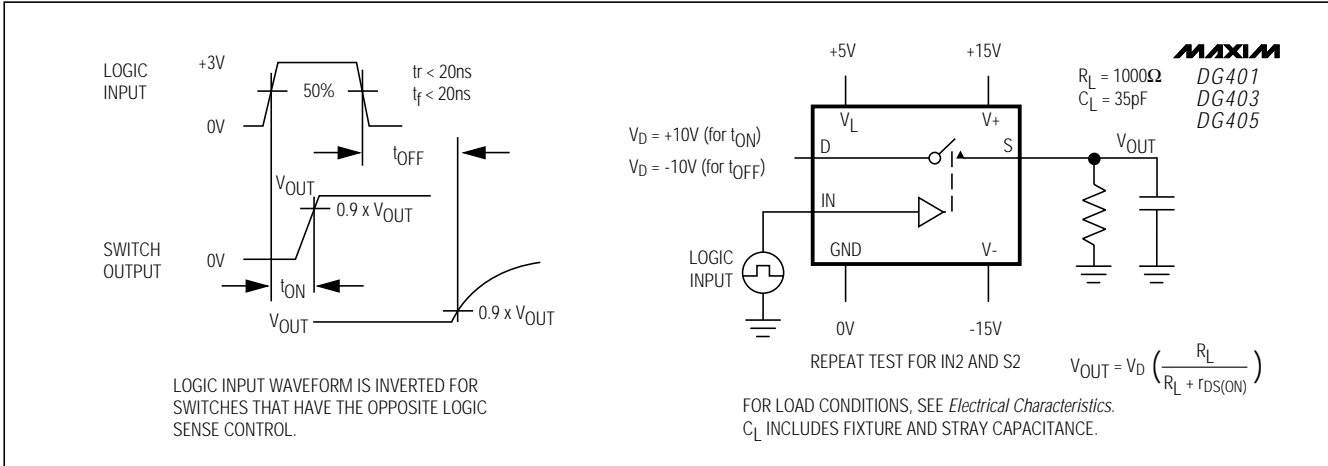 LOGIC
INPUT
+3V
0V
50%
tr < 20ns
tf < 20ns
tOFF
VOUT
0.9 x VOUT
SWITCH
OUTPUT
0V
tON
VOUT
0.9 x VOUT
LOGIC INPUT WAVEFORM IS INVERTED FOR
SWITCHES THAT HAVE THE OPPOSITE LOGIC
SENSE CONTROL.
+5V
+15V
VL
V+
VD = +10V (for tON)
VD = -10V (for tOFF)
D
S
IN
GND
V-
LOGIC
INPUT
0V
-15V
RL = 1000Ω
CL = 35pF
MAXIM
DG401
DG403
DG405
VOUT
REPEAT TEST FOR IN2 AND S2
VOUT = VD ( RL / RL + rDS(ON) )
FOR LOAD CONDITIONS, SEE Electrical Characteristics.
CL INCLUDES FIXTURE AND STRAY CAPACITANCE.